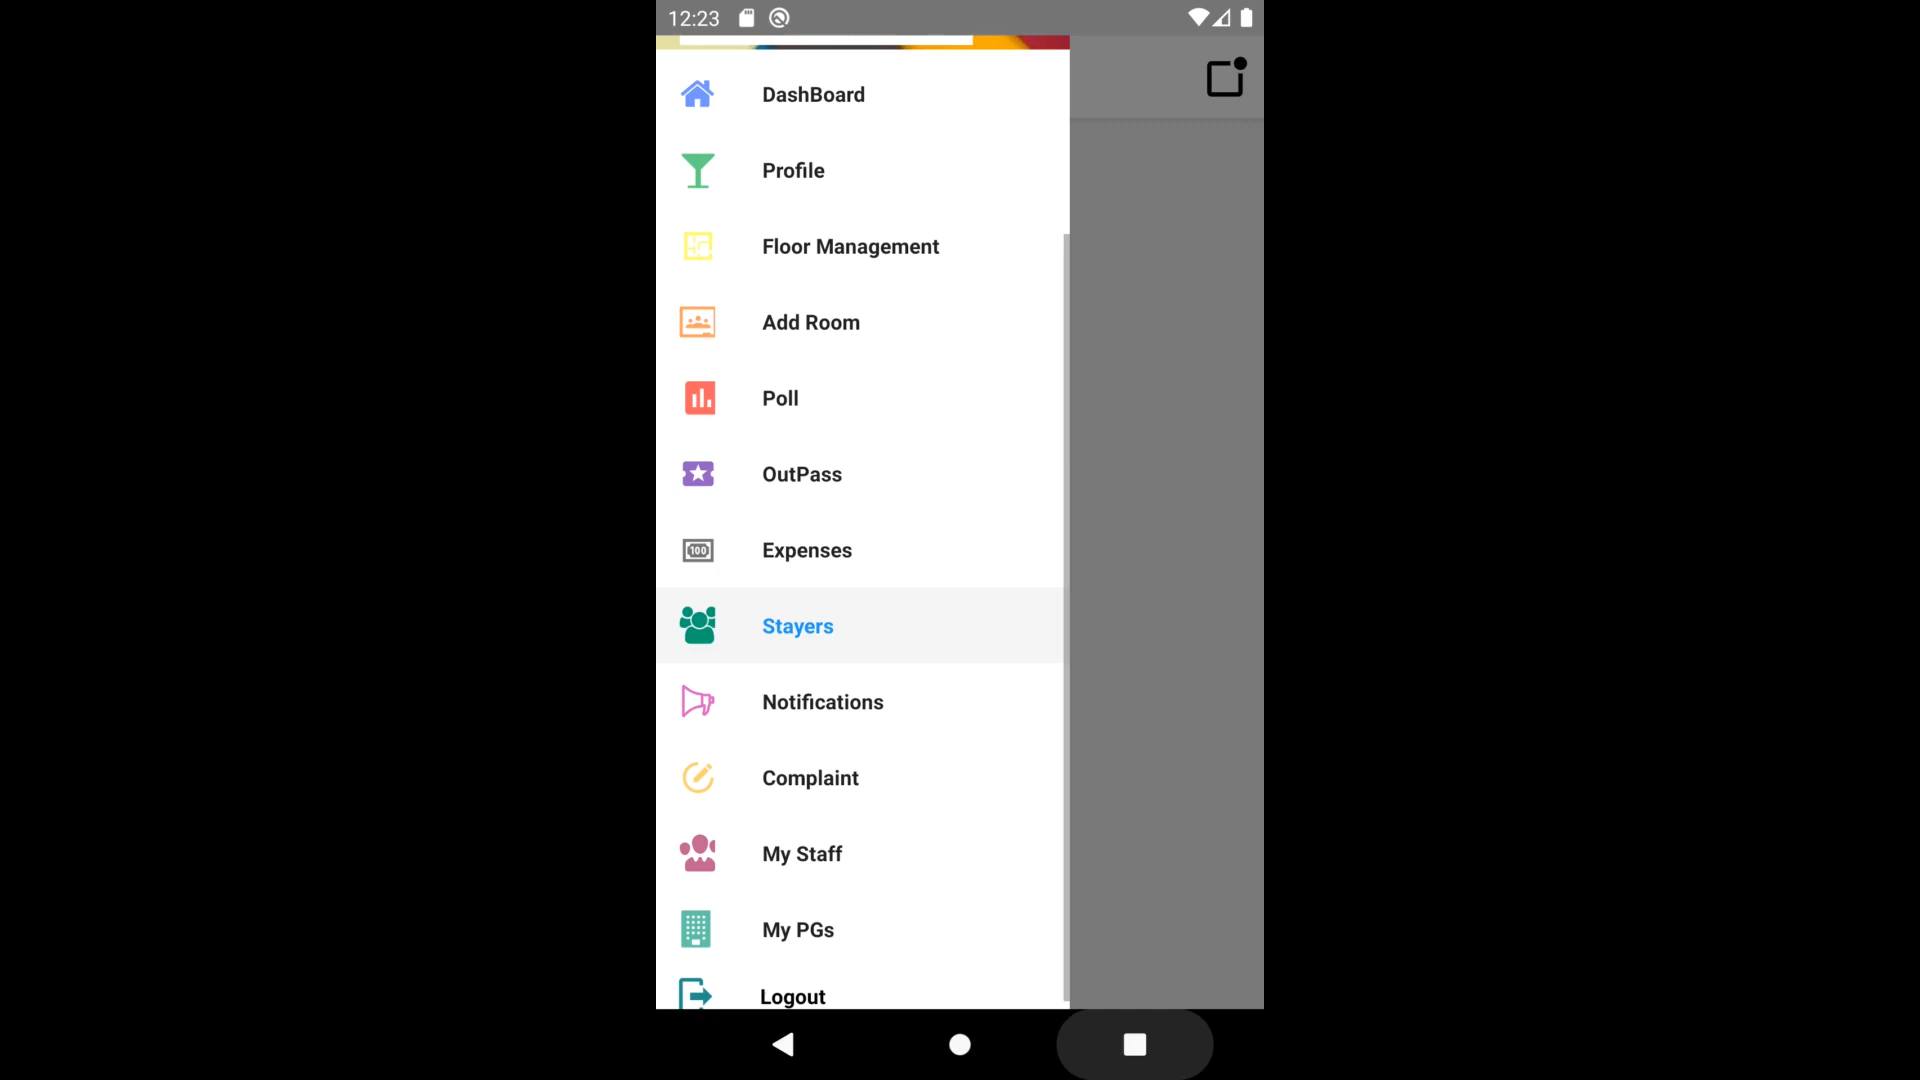 12:23
DashBoard
Profile
Floor Management
Add Room
Poll
OutPass
100
Expenses
Stayers
Notifications
Complaint
My Staff
My PGs
Logout